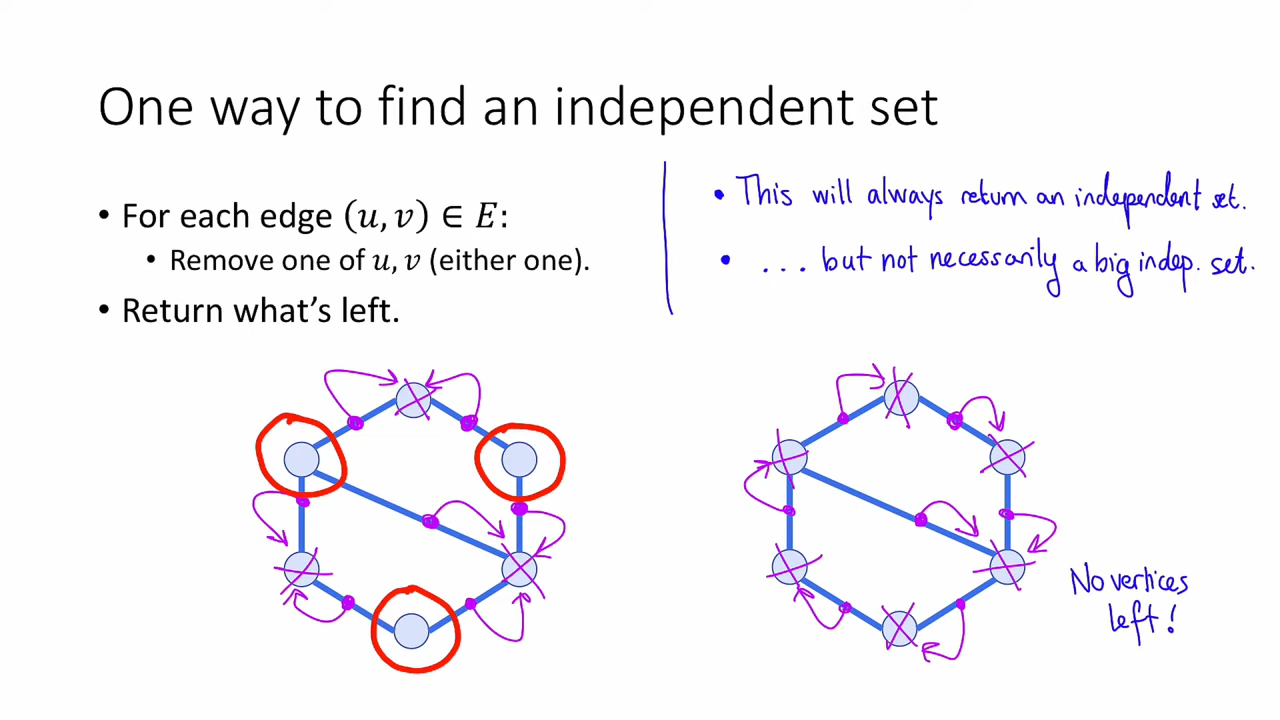 One way to find an independent set
• For each edge (𝑢, 𝑣) ∈ 𝐸:
• Remove one of 𝑢, 𝑣 (either one).
• Return what’s left.
• This will always return an independent set.
• ... but not necessarily a big indep. set.
No vertices
left!